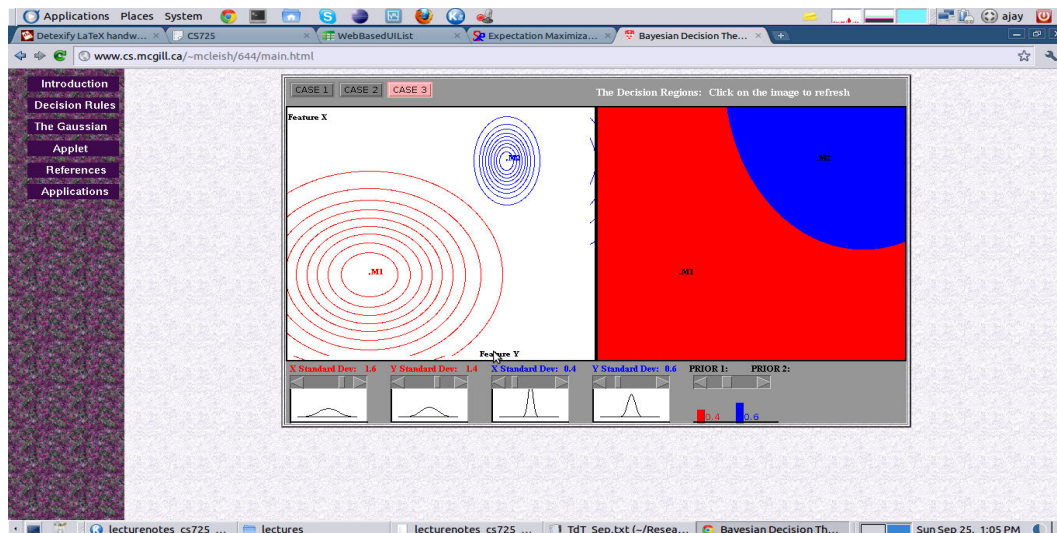 Applications Places System ajay
Detexify LaTeX handw... × CS725 × WebBasedUIList × Expectation Maximiza... × Bayesian Decision The... ×
www.cs.mcgill.ca/~mcleish/644/main.html
Introduction
Decision Rules
The Gaussian
Applet
References
Applications
CASE 1 CASE 2 CASE 3
The Decision Regions: Click on the image to refresh
Feature X
.M2
.M2
.M1
.M1
Feature Y
X Standard Dev: 1.6 Y Standard Dev: 1.4 X Standard Dev: 0.4 Y Standard Dev: 0.6 PRIOR 1: PRIOR 2:
0.4 0.6
lecturenotes_cs725_... lectures lecturenotes_cs725_... TdT_Sep.txt (~/Resea... Bayesian Decision Th... Sun Sep 25, 1:05 PM